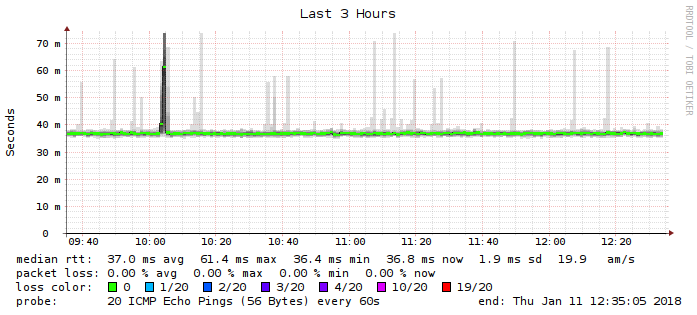 Last 3 Hours
RRDTOOL / TOBI OETIKER
Seconds
70 m
60 m
50 m
40 m
30 m
20 m
10 m
0
09:40 10:00 10:20 10:40 11:00 11:20 11:40 12:00 12:20
median rtt: 37.0 ms avg 61.4 ms max 36.4 ms min 36.8 ms now 1.9 ms sd 19.9 am/s
packet loss: 0.00 % avg 0.00 % max 0.00 % min 0.00 % now
loss color: 0 1/20 2/20 3/20 4/20 10/20 19/20
probe: 20 ICMP Echo Pings (56 Bytes) every 60s end: Thu Jan 11 12:35:05 2018